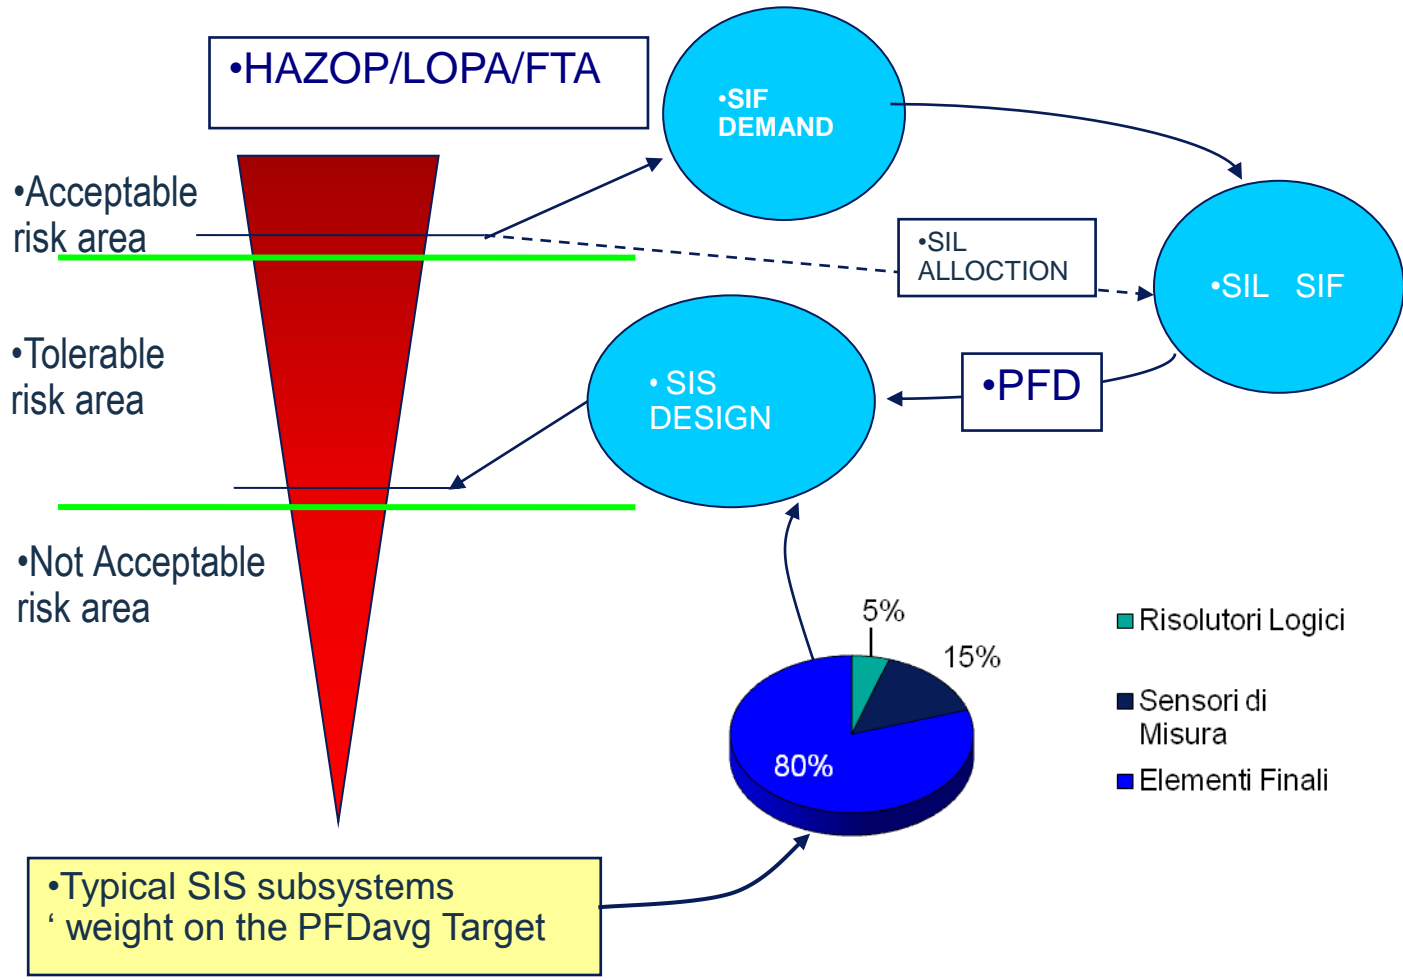 •HAZOP/LOPA/FTA
•SIF
DEMAND
•Acceptable
risk area
•SIL
ALLOCTION
•SIL SIF
•Tolerable
risk area
• SIS
DESIGN
•PFD
•Not Acceptable
risk area
5%
15%
80%
Risolutori Logici
Sensori di
Misura
Elementi Finali
•Typical SIS subsystems
‘ weight on the PFDavg Target